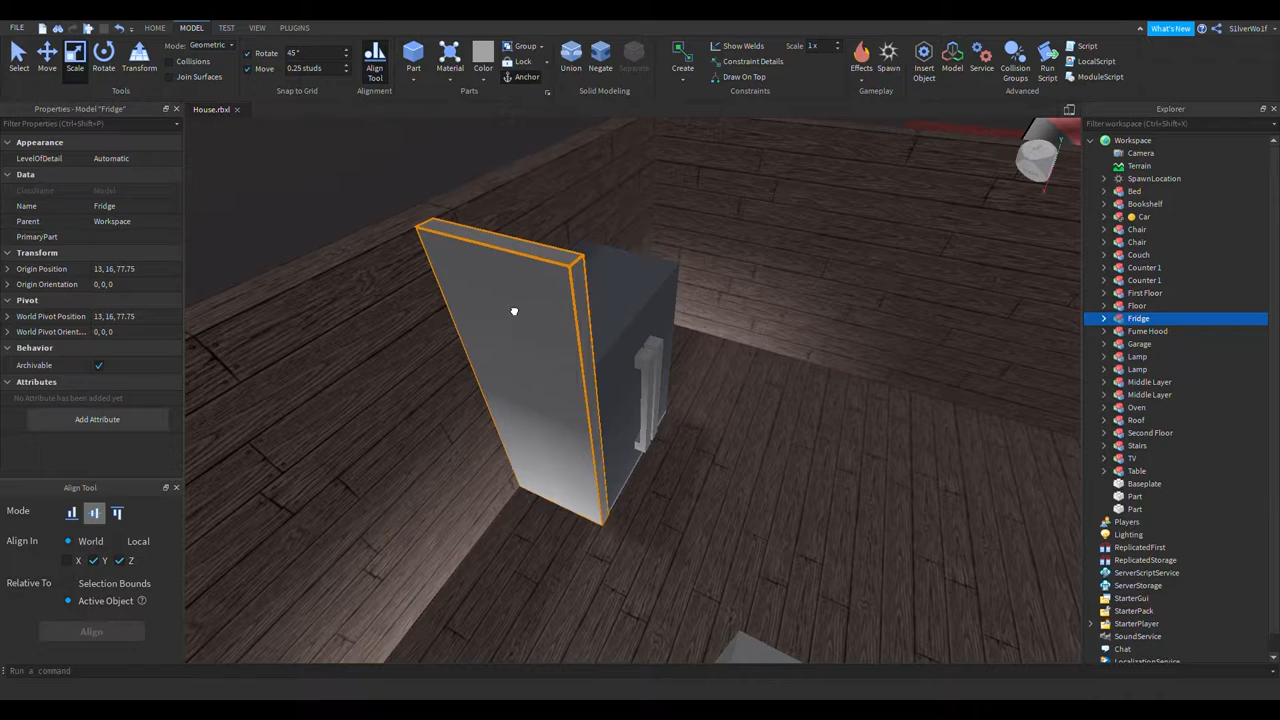 FILE HOME MODEL TEST VIEW PLUGINS What's New S1lverWo1f
Select Move Scale Rotate Transform
Mode: Geometric
Collisions
Join Surfaces
Tools
Rotate 45°
Move 0.25 studs
Snap to Grid
Align Tool
Alignment
Part Material Color
Group
Lock
Anchor
Parts
Union Negate Separate
Solid Modeling
Create
Show Welds Scale 1x
Constraint Details
Draw On Top
Constraints
Effects Spawn
Gameplay
Insert Object Model Service Collision Groups Run Script
Script
LocalScript
ModuleScript
Advanced
Properties - Model "Fridge"
Filter Properties (Ctrl+Shift+P)
Appearance
LevelOfDetail Automatic
Data
ClassName Model
Name Fridge
Parent Workspace
PrimaryPart
Transform
Origin Position 13, 16, 77.75
Origin Orientation 0, 0, 0
Pivot
World Pivot Position 13, 16, 77.75
World Pivot Orient... 0, 0, 0
Behavior
Archivable
Attributes
No Attribute has been added yet
Add Attribute
Align Tool
Mode
Align In World Local
X Y Z
Relative To Selection Bounds
Active Object
Align
Run a command
House.rbxl
Y
Explorer
Filter workspace (Ctrl+Shift+X)
Workspace
Camera
Terrain
SpawnLocation
Bed
Bookshelf
Car
Chair
Chair
Couch
Counter 1
Counter 1
First Floor
Floor
Fridge
Fume Hood
Garage
Lamp
Lamp
Middle Layer
Middle Layer
Oven
Roof
Second Floor
Stairs
TV
Table
Baseplate
Part
Part
Players
Lighting
ReplicatedFirst
ReplicatedStorage
ServerScriptService
ServerStorage
StarterGui
StarterPack
StarterPlayer
SoundService
Chat
LocalizationService